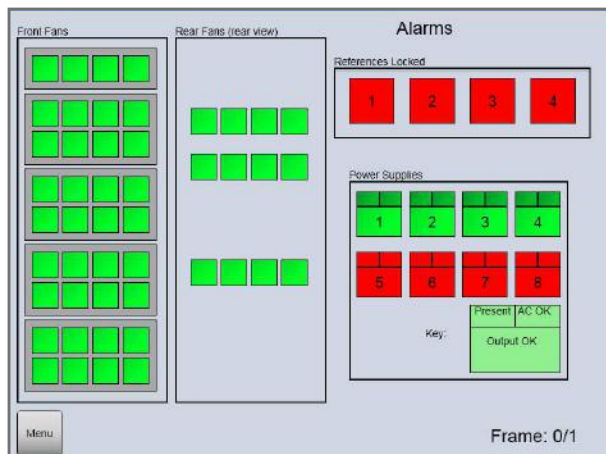 Alarms
Front Fans
Rear Fans (rear view)
References Locked
1 2 3 4
Power Supplies
1 2 3 4
5 6 7 8
Present AC OK
Key:
Output OK
Menu
Frame: 0/1